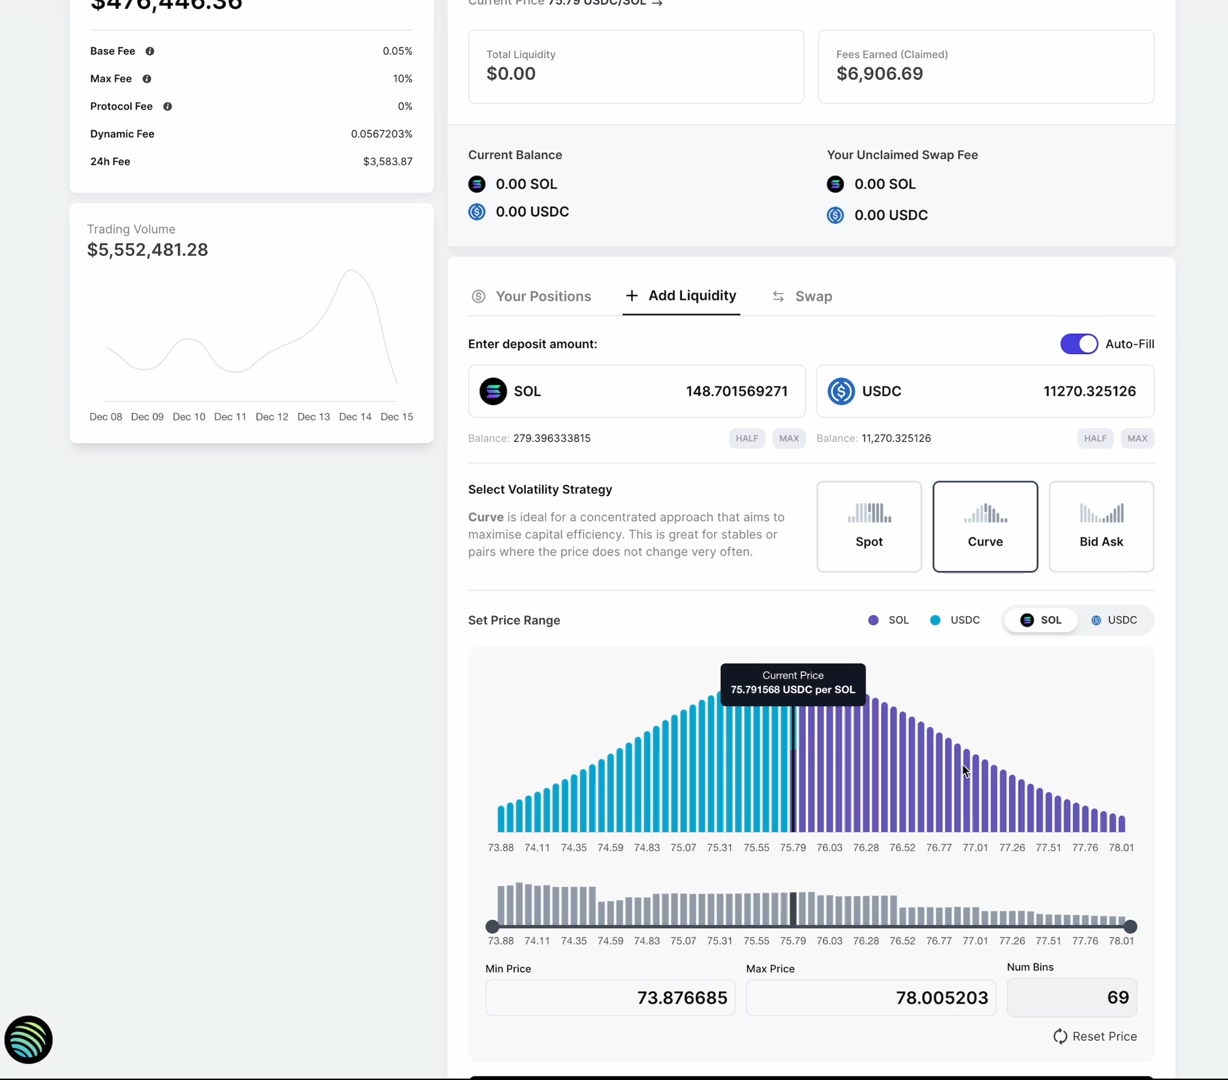 $476,446.36
Base Fee 0.05%
Max Fee 10%
Protocol Fee 0%
Dynamic Fee 0.0567203%
24h Fee $3,583.87
Trading Volume
$5,552,481.28
Dec 08 Dec 09 Dec 10 Dec 11 Dec 12 Dec 13 Dec 14 Dec 15
Current Price 75.79 USDC/SOL
Total Liquidity
$0.00
Fees Earned (Claimed)
$6,906.69
Current Balance
0.00 SOL
0.00 USDC
Your Unclaimed Swap Fee
0.00 SOL
0.00 USDC
Your Positions
+ Add Liquidity
Swap
Enter deposit amount:
Auto-Fill
SOL 148.701569271
Balance: 279.396333815 HALF MAX
USDC 11270.325126
Balance: 11,270.325126 HALF MAX
Select Volatility Strategy
Curve is ideal for a concentrated approach that aims to
maximise capital efficiency. This is great for stables or
pairs where the price does not change very often.
Spot
Curve
Bid Ask
Set Price Range
SOL USDC
SOL USDC
Current Price
75.791568 USDC per SOL
73.88 74.11 74.35 74.59 74.83 75.07 75.31 75.55 75.79 76.03 76.28 76.52 76.77 77.01 77.26 77.51 77.76 78.01
73.88 74.11 74.35 74.59 74.83 75.07 75.31 75.55 75.79 76.03 76.28 76.52 76.77 77.01 77.26 77.51 77.76 78.01
Min Price
73.876685
Max Price
78.005203
Num Bins
69
Reset Price